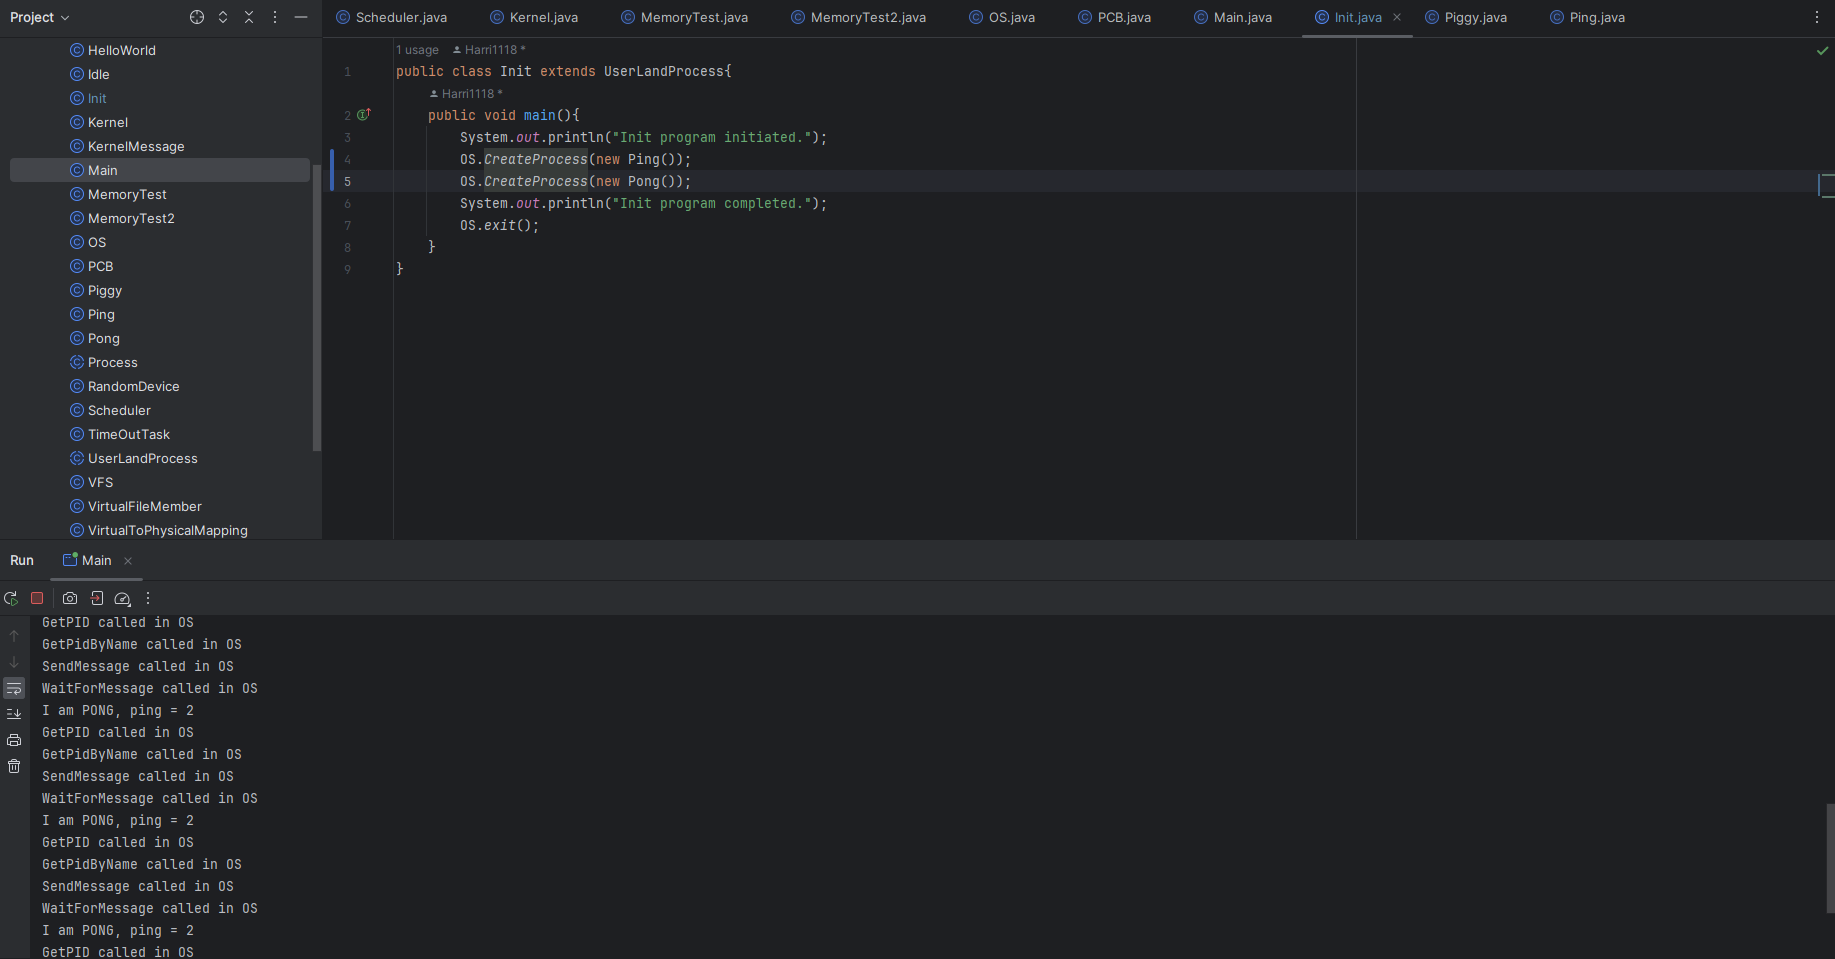 Project
Scheduler.java Kernel.java MemoryTest.java MemoryTest2.java OS.java PCB.java Main.java Init.java Piggy.java Ping.java
HelloWorld
Idle
Init
Kernel
KernelMessage
Main
MemoryTest
MemoryTest2
OS
PCB
Piggy
Ping
Pong
Process
RandomDevice
Scheduler
TimeOutTask
UserLandProcess
VFS
VirtualFileMember
VirtualToPhysicalMapping
1 usage Harri1118 *
1 public class Init extends UserLandProcess{
Harri1118 *
2 public void main(){
3 System.out.println("Init program initiated.");
4 OS.CreateProcess(new Ping());
5 OS.CreateProcess(new Pong());
6 System.out.println("Init program completed.");
7 OS.exit();
8 }
9 }
Run Main
GetPID called in OS
GetPidByName called in OS
SendMessage called in OS
WaitForMessage called in OS
I am PONG, ping = 2
GetPID called in OS
GetPidByName called in OS
SendMessage called in OS
WaitForMessage called in OS
I am PONG, ping = 2
GetPID called in OS
GetPidByName called in OS
SendMessage called in OS
WaitForMessage called in OS
I am PONG, ping = 2
GetPID called in OS